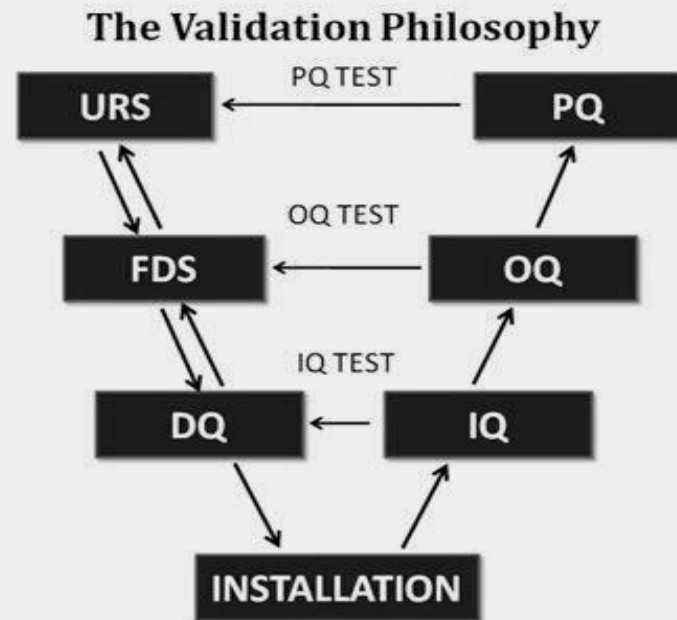 The Validation Philosophy
PQ TEST
URS
PQ
OQ TEST
FDS
OQ
IQ TEST
DQ
IQ
INSTALLATION